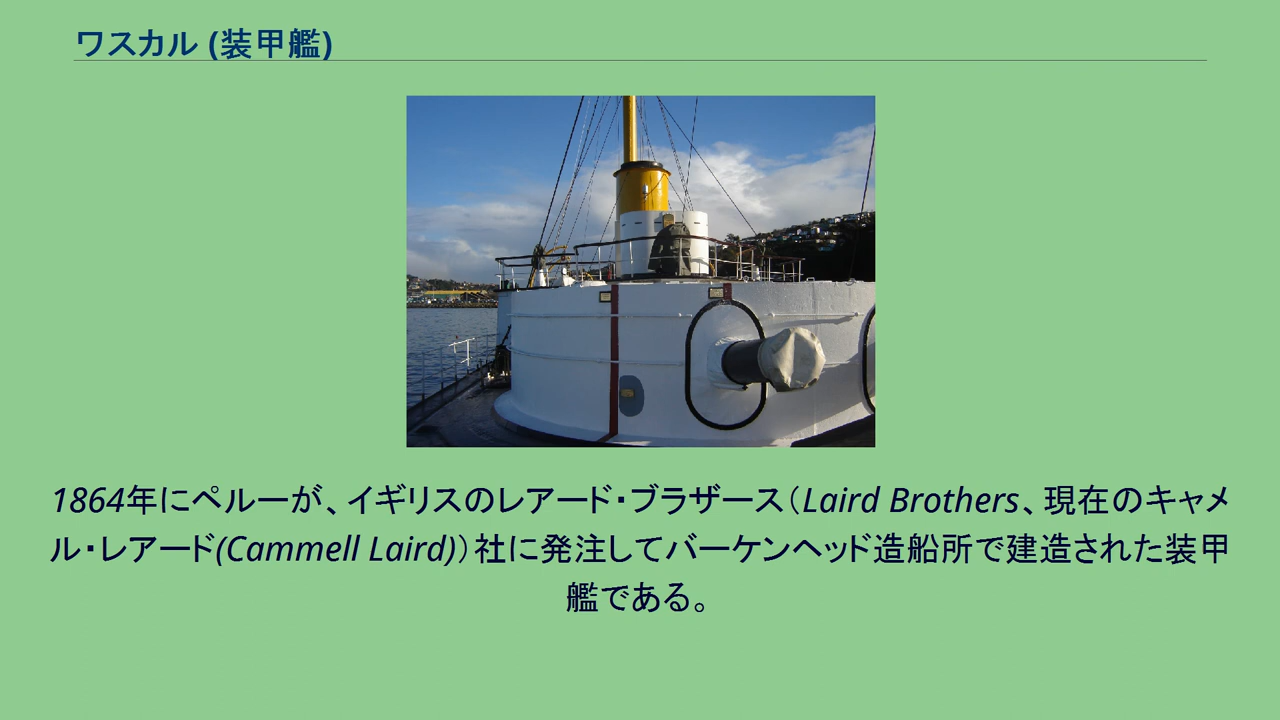 ワスカル (装甲艦)
1864年にペルーが、イギリスのレアード・ブラザース（Laird Brothers、現在のキャメ
ル・レアード(Cammell Laird)）社に発注してバーケンヘッド造船所で建造された装甲
艦である。